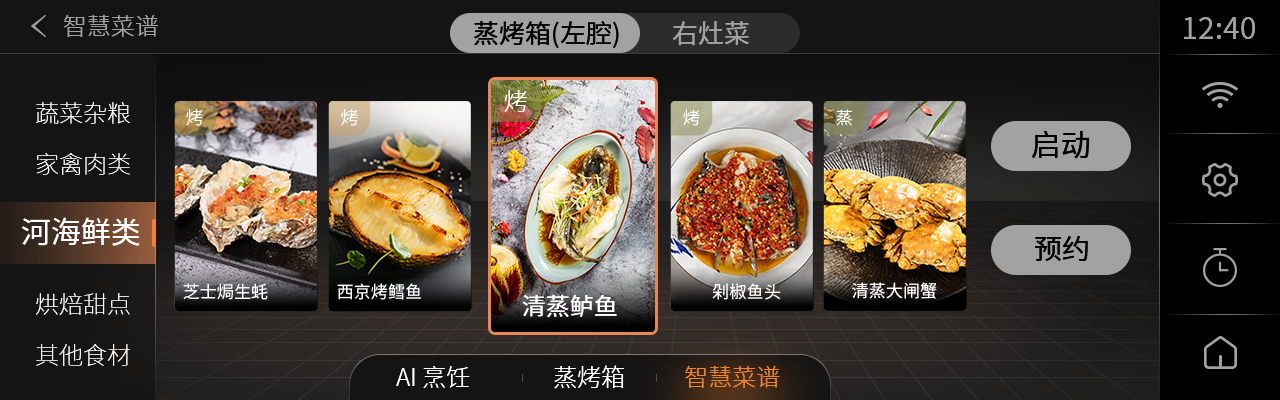 智慧菜谱
蒸烤箱(左腔)
右灶菜
12:40
蔬菜杂粮
家禽肉类
河海鲜类
烘焙甜点
其他食材
烤
芝士焗生蚝
烤
西京烤鳕鱼
烤
清蒸鲈鱼
烤
剁椒鱼头
蒸
清蒸大闸蟹
启动
预约
AI 烹饪
蒸烤箱
智慧菜谱